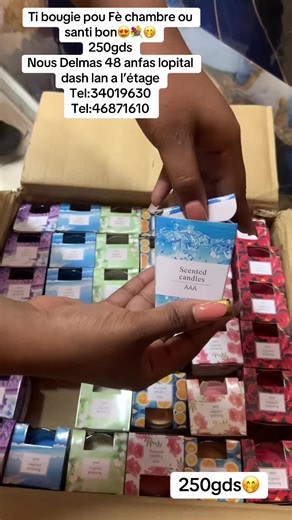 Ti bougie pou Fè chambre ou
santi bon😍💐🤭
250gds
Nous Delmas 48 anfas lopital
dash lan a l’étage
Tel:34019630
Tel:46871610
Scented
candles
AAA
250gds🤭